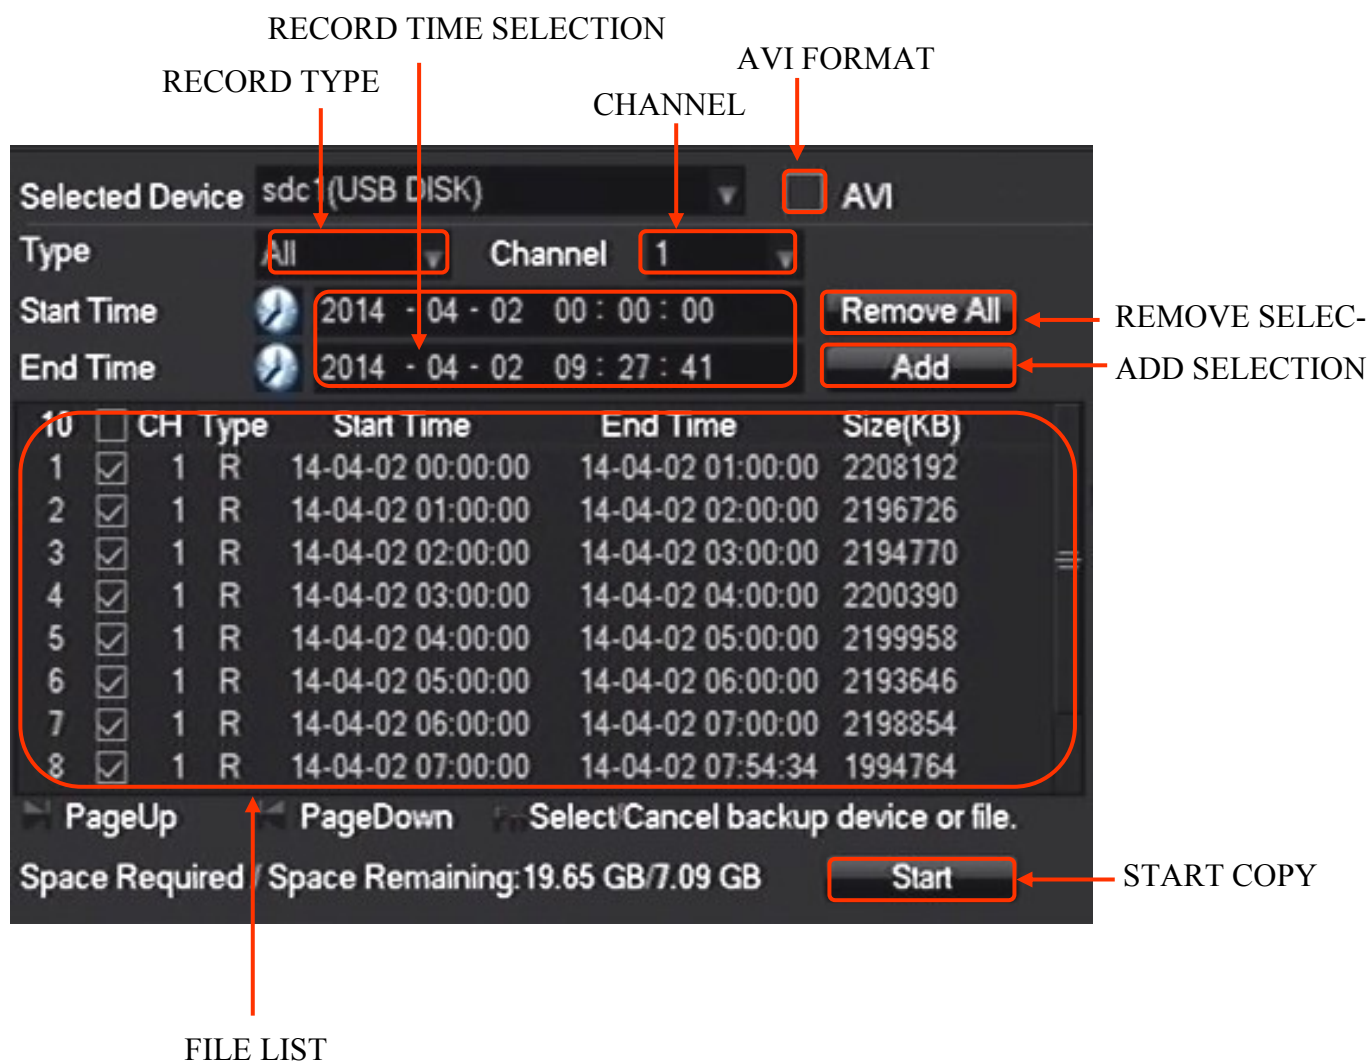 RECORD TIME SELECTION
AVI FORMAT
RECORD TYPE
CHANNEL
Selected Device sdc1(USB DISK) AVI
Type All Channel 1
Start Time 2014 - 04 - 02 00 : 00 : 00 Remove All
REMOVE SELEC-
End Time 2014 - 04 - 02 09 : 27 : 41 Add
ADD SELECTION
10 CH Type Start Time End Time Size(KB)
1 1 R 14-04-02 00:00:00 14-04-02 01:00:00 2208192
2 1 R 14-04-02 01:00:00 14-04-02 02:00:00 2196726
3 1 R 14-04-02 02:00:00 14-04-02 03:00:00 2194770
4 1 R 14-04-02 03:00:00 14-04-02 04:00:00 2200390
5 1 R 14-04-02 04:00:00 14-04-02 05:00:00 2199958
6 1 R 14-04-02 05:00:00 14-04-02 06:00:00 2193646
7 1 R 14-04-02 06:00:00 14-04-02 07:00:00 2198854
8 1 R 14-04-02 07:00:00 14-04-02 07:54:34 1994764
PageUp PageDown Select/Cancel backup device or file.
Space Required / Space Remaining:19.65 GB/7.09 GB Start
START COPY
FILE LIST